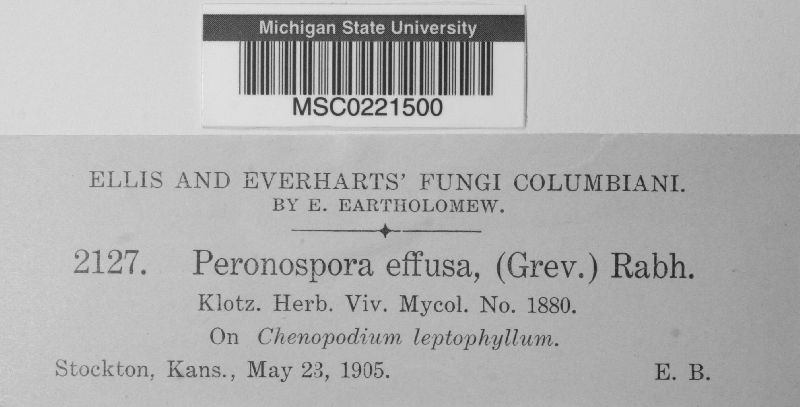 Michigan State University
MSC0221500
ELLIS AND EVERHARTS' FUNGI COLUMBIANI.
BY E. EARTHOLOMEW.
2127. Peronospora effusa, (Grev.) Rabh.
Klotz. Herb. Viv. Mycol. No. 1880.
On Chenopodium leptophyllum.
Stockton, Kans., May 23, 1905. E. B.